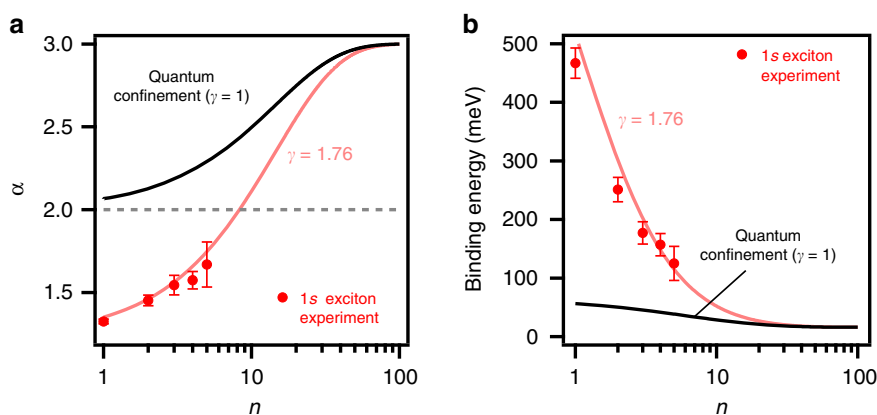 a
3.0
2.5
2.0
1.5
α
Quantum
confinement (γ = 1)
γ = 1.76
1s exciton
experiment
1
10
100
n
b
500
400
300
200
100
0
Binding energy (meV)
1s exciton
experiment
γ = 1.76
Quantum
confinement (γ = 1)
1
10
100
n